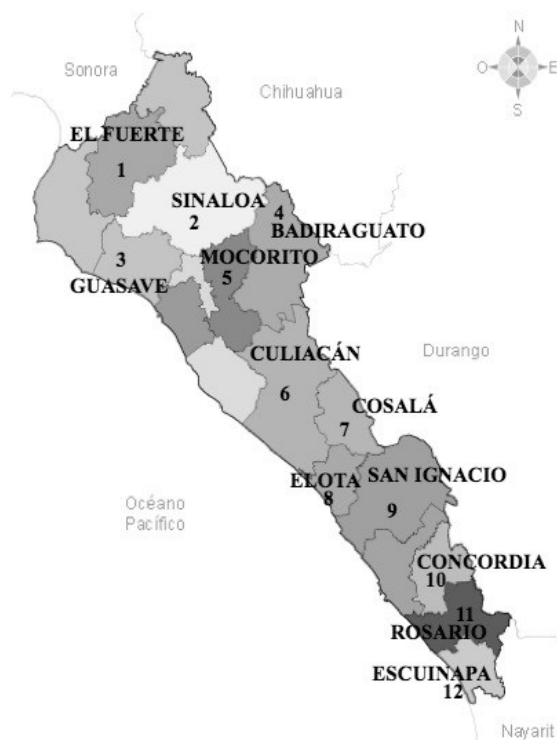 N
O E
S
Sonora
Chihuahua
EL FUERTE
1
SINALOA
2
4
BADIRAGUATO
3
GUASAVE
MOCORITO
5
CULIACÁN
6
Durango
COSALÁ
7
ELOTA
8
SAN IGNACIO
9
Océano
Pacífico
CONCORDIA
10
11
ROSARIO
ESCUINAPA
12
Nayarit